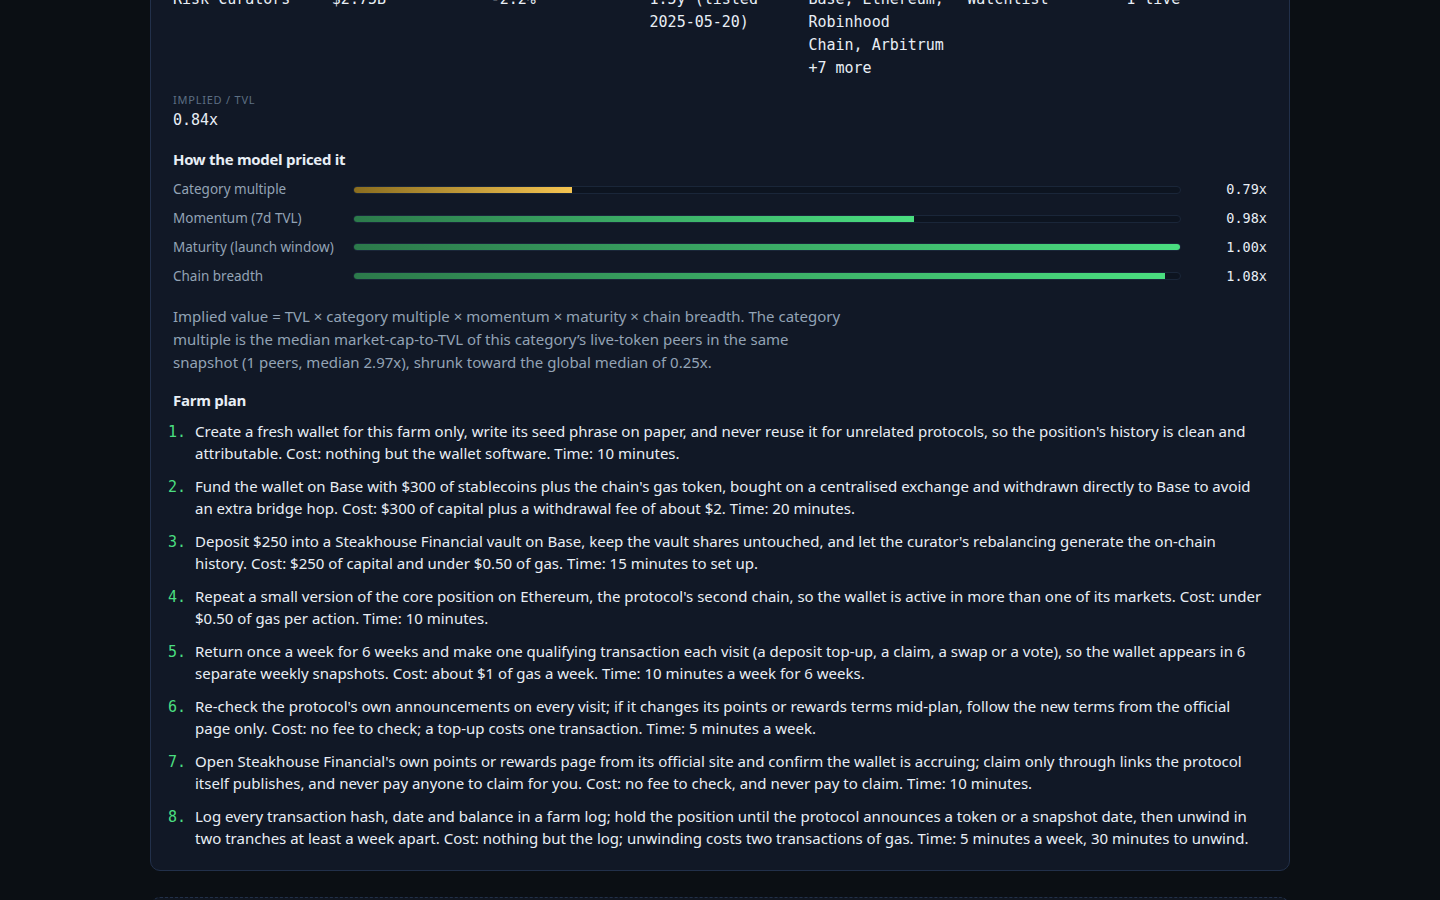 Risk Curators $2.73B -2.2% 1.3y (listed Base, Ethereum, Watchlist 1 live
2025-05-20) Robinhood
Chain, Arbitrum
+7 more
IMPLIED / TVL
0.84x
How the model priced it
Category multiple 0.79x
Momentum (7d TVL) 0.98x
Maturity (launch window) 1.00x
Chain breadth 1.08x
Implied value = TVL × category multiple × momentum × maturity × chain breadth. The category
multiple is the median market-cap-to-TVL of this category's live-token peers in the same
snapshot (1 peers, median 2.97x), shrunk toward the global median of 0.25x.
Farm plan
1. Create a fresh wallet for this farm only, write its seed phrase on paper, and never reuse it for unrelated protocols, so the position's history is clean and
attributable. Cost: nothing but the wallet software. Time: 10 minutes.
2. Fund the wallet on Base with $300 of stablecoins plus the chain's gas token, bought on a centralised exchange and withdrawn directly to Base to avoid
an extra bridge hop. Cost: $300 of capital plus a withdrawal fee of about $2. Time: 20 minutes.
3. Deposit $250 into a Steakhouse Financial vault on Base, keep the vault shares untouched, and let the curator's rebalancing generate the on-chain
history. Cost: $250 of capital and under $0.50 of gas. Time: 15 minutes to set up.
4. Repeat a small version of the core position on Ethereum, the protocol's second chain, so the wallet is active in more than one of its markets. Cost: under
$0.50 of gas per action. Time: 10 minutes.
5. Return once a week for 6 weeks and make one qualifying transaction each visit (a deposit top-up, a claim, a swap or a vote), so the wallet appears in 6
separate weekly snapshots. Cost: about $1 of gas a week. Time: 10 minutes a week for 6 weeks.
6. Re-check the protocol's own announcements on every visit; if it changes its points or rewards terms mid-plan, follow the new terms from the official
page only. Cost: no fee to check; a top-up costs one transaction. Time: 5 minutes a week.
7. Open Steakhouse Financial's own points or rewards page from its official site and confirm the wallet is accruing; claim only through links the protocol
itself publishes, and never pay anyone to claim for you. Cost: no fee to check, and never pay to claim. Time: 10 minutes.
8. Log every transaction hash, date and balance in a farm log; hold the position until the protocol announces a token or a snapshot date, then unwind in
two tranches at least a week apart. Cost: nothing but the log; unwinding costs two transactions of gas. Time: 5 minutes a week, 30 minutes to unwind.